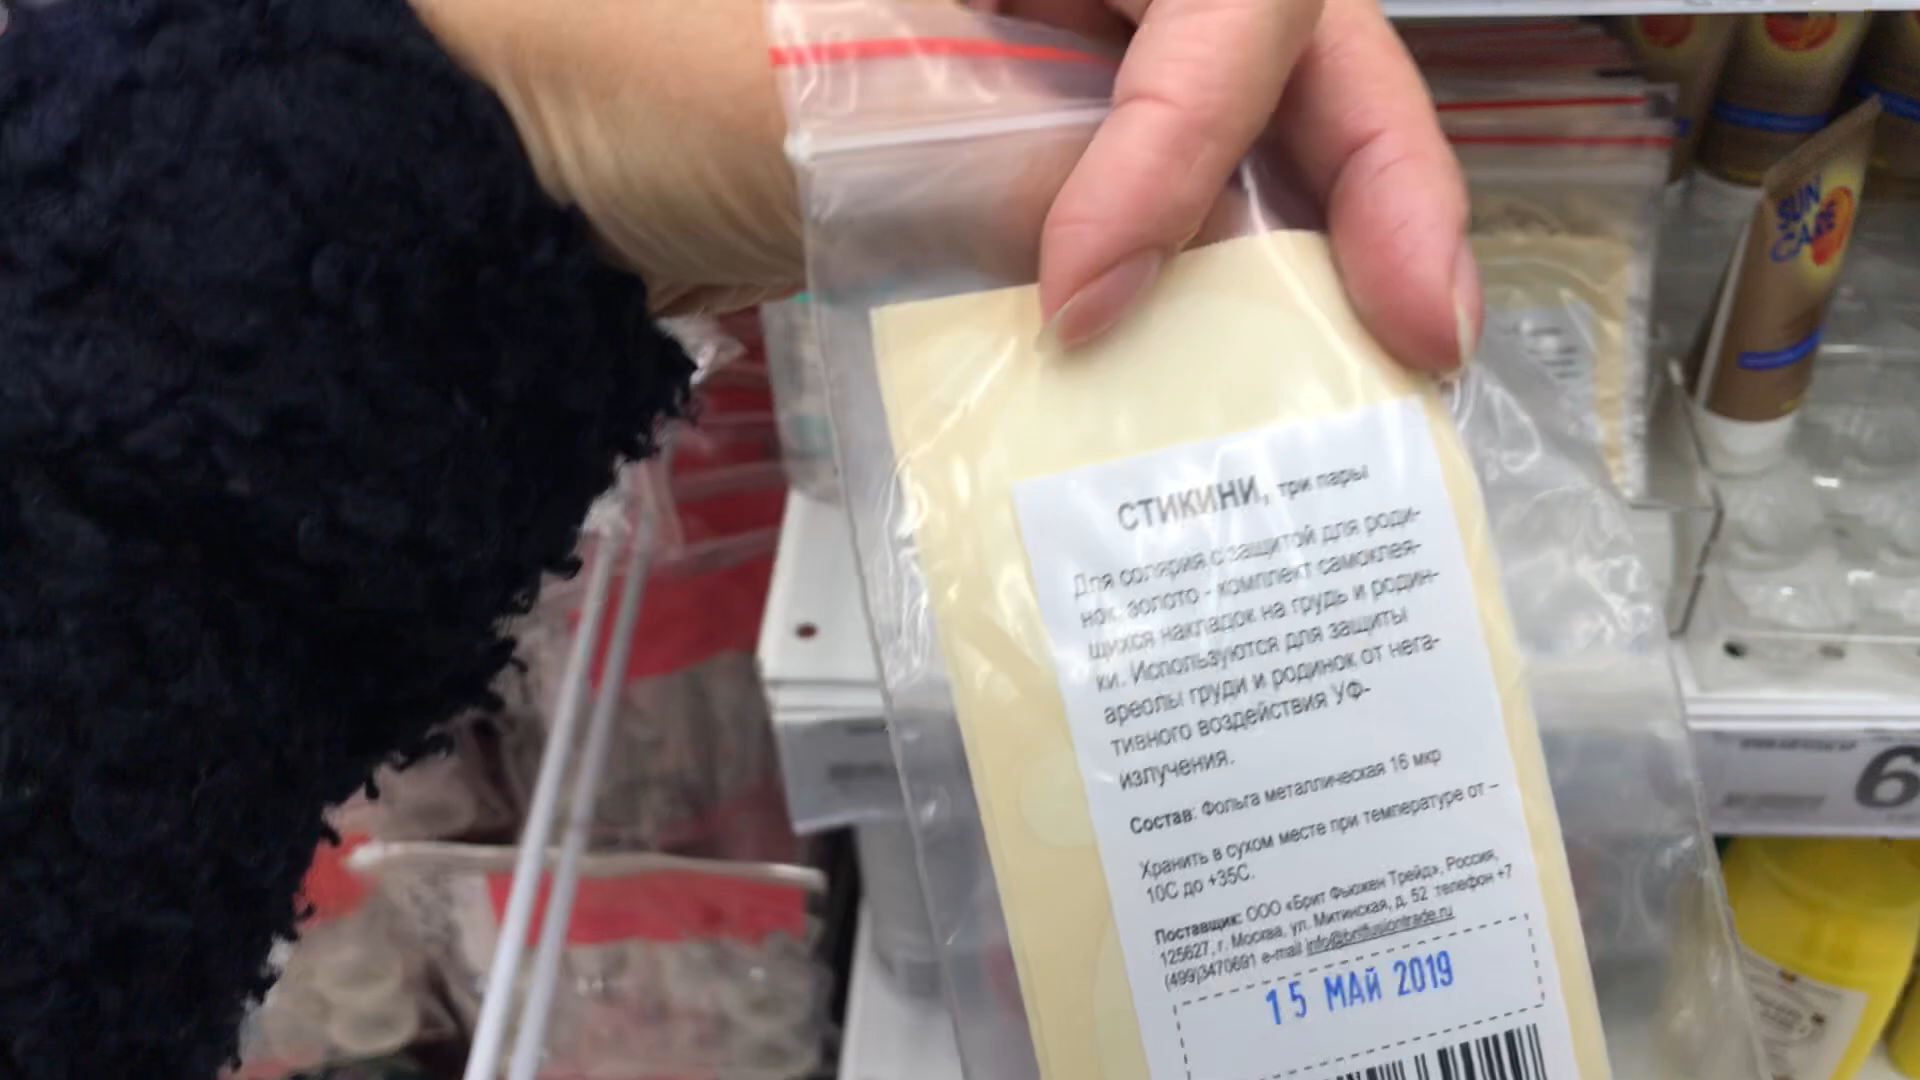 СТИКИНИ, три пары
Для солярия с защитой для роди-
нок, золото - комплект самоклея-
щихся накладок на грудь и родин-
ки. Используются для защиты
ареолы груди и родинок от нега-
тивного воздействия УФ-
излучения.
Состав: Фольга металлическая 16 мкр
Хранить в сухом месте при температуре от –
10С до +35С.
Поставщик: ООО «Брит Фьюжен Трейд», Россия,
125627, г. Москва, ул. Митинская, д. 52 .телефон +7
(499)3470691 e-mail info@britfusiontrade.ru
15 МАЙ 2019
SUN
CARE
6